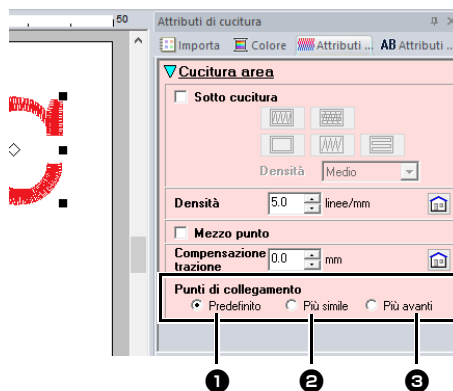 50
Attributi di cucitura
Importa Colore Attributi ... AB Attributi ..
Cucitura area
Sotto cucitura
Densità Medio
Densità 5.0 linee/mm
Mezzo punto
Compensazione trazione 0.0 mm
Punti di collegamento
Predefinito Più simile Più avanti
1 2 3